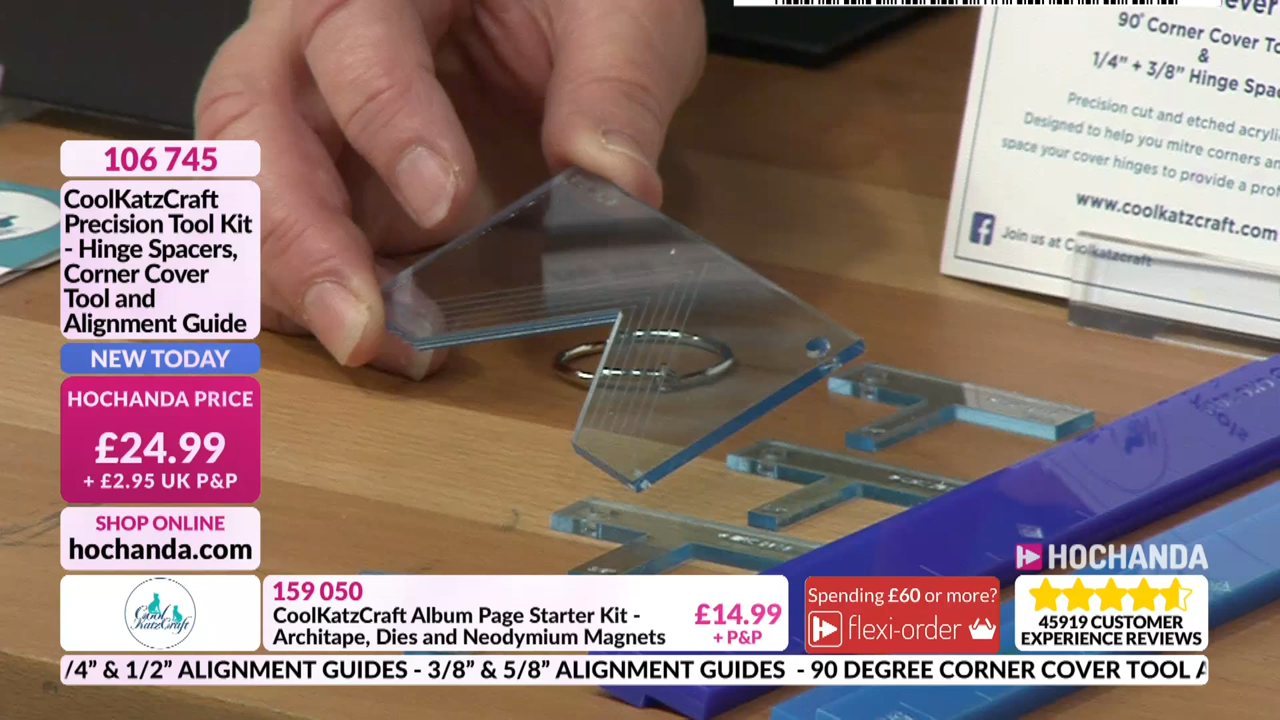 90° Corner Cover
&
1/4" + 3/8" Hinge
Precision cut and etched
Designed to help you mitre corners
space your cover hinges to provide a
www.coolkatzcraft.com
Join us at Coolkatzcraft
106 745
CoolKatzCraft
Precision Tool Kit
- Hinge Spacers,
Corner Cover
Tool and
Alignment Guide
NEW TODAY
HOCHANDA PRICE
£24.99
+ £2.95 UK P&P
SHOP ONLINE
hochanda.com
HOCHANDA
Cool
KatzCraft
159 050
CoolKatzCraft Album Page Starter Kit -
Architape, Dies and Neodymium Magnets
£14.99
+ P&P
Spending £60 or more?
flexi-order
45919 CUSTOMER
EXPERIENCE REVIEWS
/4" & 1/2" ALIGNMENT GUIDES - 3/8" & 5/8" ALIGNMENT GUIDES - 90 DEGREE CORNER COVER TOOL